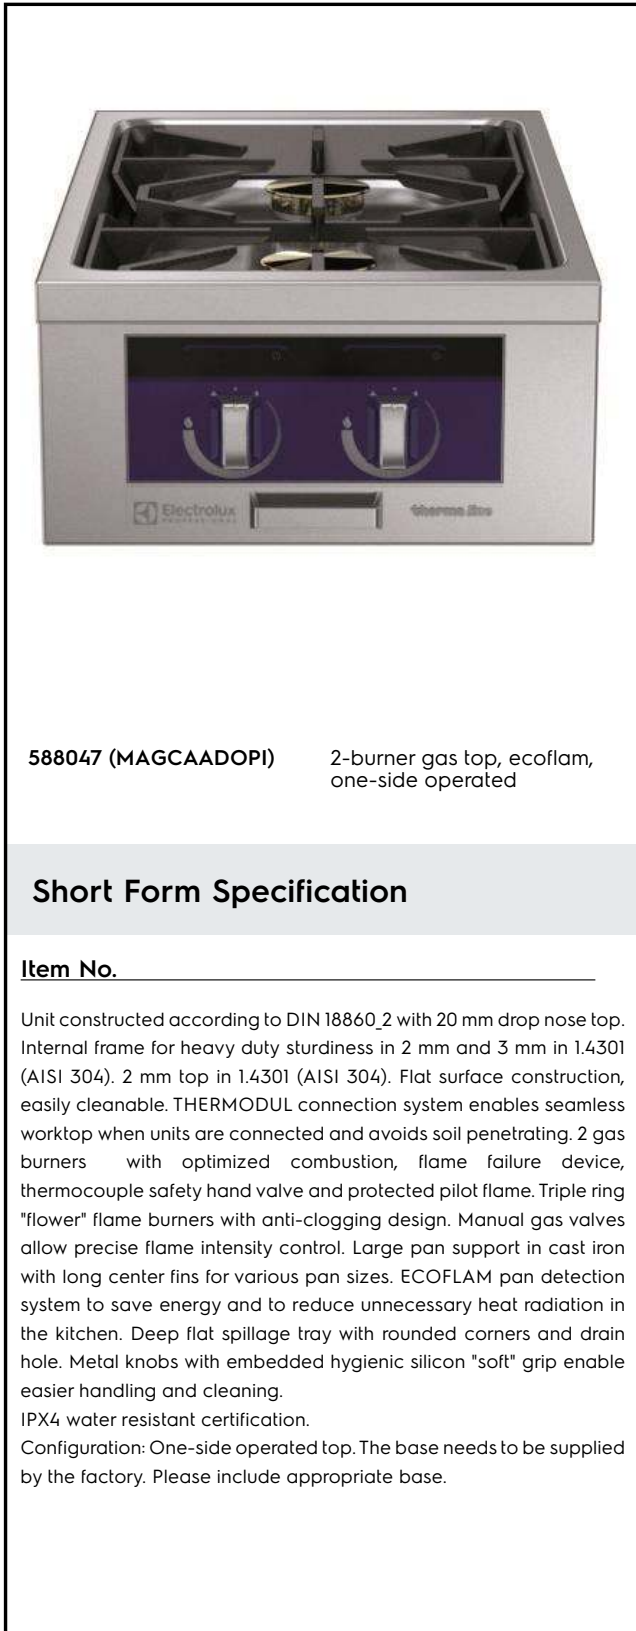 Electrolux
PROFESSIONAL
thermaline
588047 (MAGCAADOPI)
2-burner gas top, ecoflam,
one-side operated
Short Form Specification
Item No.
Unit constructed according to DIN 18860_2 with 20 mm drop nose top.
Internal frame for heavy duty sturdiness in 2 mm and 3 mm in 1.4301
(AISI 304). 2 mm top in 1.4301 (AISI 304). Flat surface construction,
easily cleanable. THERMODUL connection system enables seamless
worktop when units are connected and avoids soil penetrating. 2 gas
burners with optimized combustion, flame failure device,
thermocouple safety hand valve and protected pilot flame. Triple ring
"flower" flame burners with anti-clogging design. Manual gas valves
allow precise flame intensity control. Large pan support in cast iron
with long center fins for various pan sizes. ECOFLAM pan detection
system to save energy and to reduce unnecessary heat radiation in
the kitchen. Deep flat spillage tray with rounded corners and drain
hole. Metal knobs with embedded hygienic silicon "soft" grip enable
easier handling and cleaning.
IPX4 water resistant certification.
Configuration: One-side operated top. The base needs to be supplied
by the factory. Please include appropriate base.